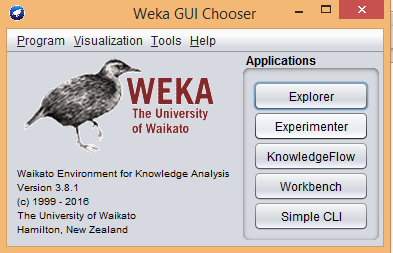 Weka GUI Chooser
Program Visualization Tools Help
WEKA
The University
of Waikato
Waikato Environment for Knowledge Analysis
Version 3.8.1
(c) 1999 - 2016
The University of Waikato
Hamilton, New Zealand
Applications
Explorer
Experimenter
KnowledgeFlow
Workbench
Simple CLI